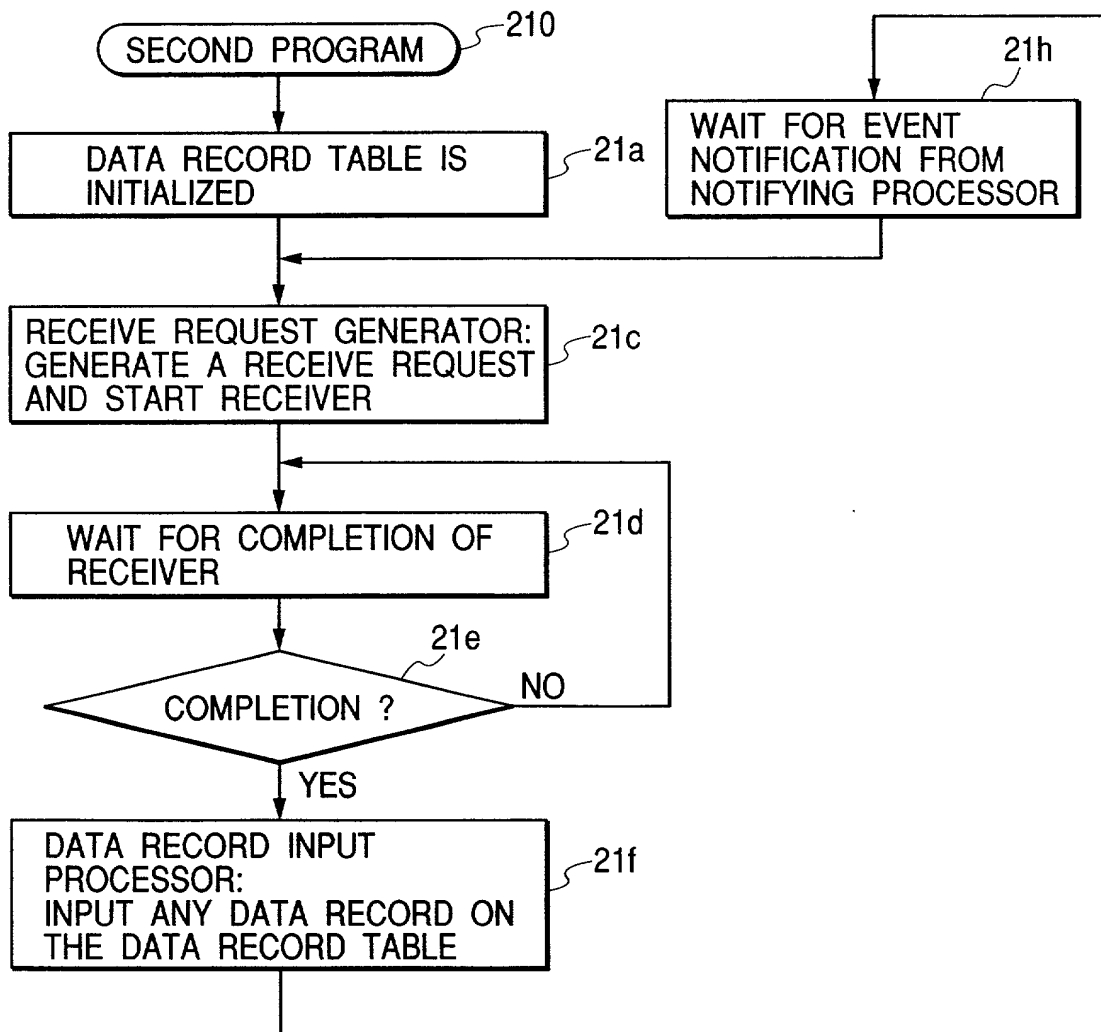 SECOND PROGRAM
210
DATA RECORD TABLE IS
INITIALIZED
21a
21h
WAIT FOR EVENT
NOTIFICATION FROM
NOTIFYING PROCESSOR
RECEIVE REQUEST GENERATOR:
GENERATE A RECEIVE REQUEST
AND START RECEIVER
21c
WAIT FOR COMPLETION OF
RECEIVER
21d
21e
COMPLETION ?
NO
YES
DATA RECORD INPUT
PROCESSOR:
INPUT ANY DATA RECORD ON
THE DATA RECORD TABLE
21f